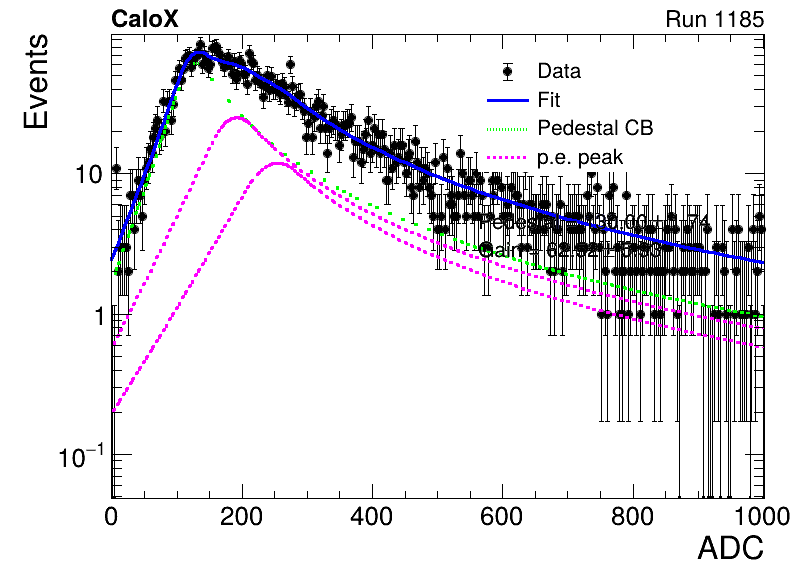 CaloX Run 1185
Events
Data
Fit
Pedestal CB
p.e. peak
10
1
10⁻¹
0 200 400 600 800 1000
ADC